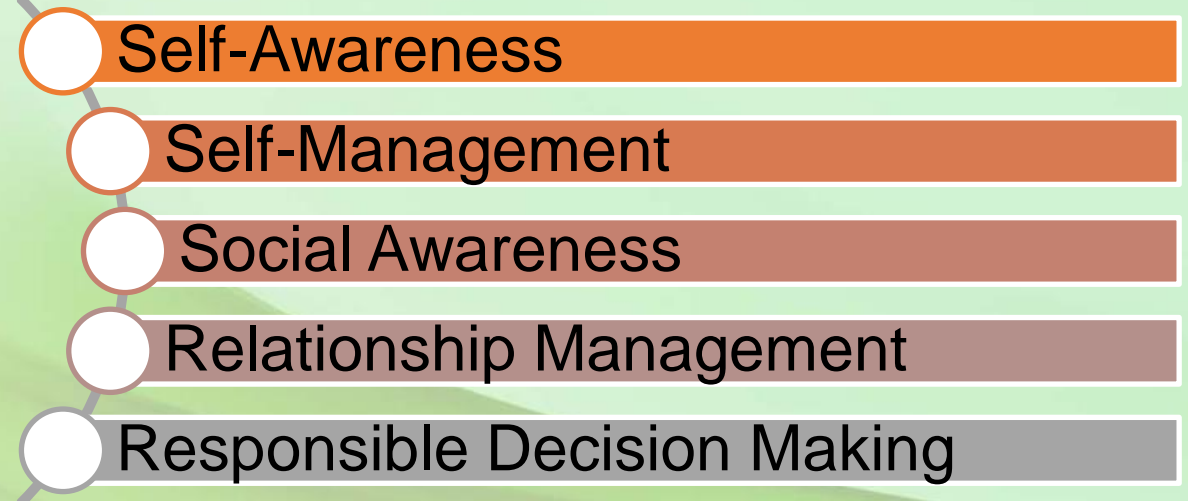 Self-Awareness
Self-Management
Social Awareness
Relationship Management
Responsible Decision Making